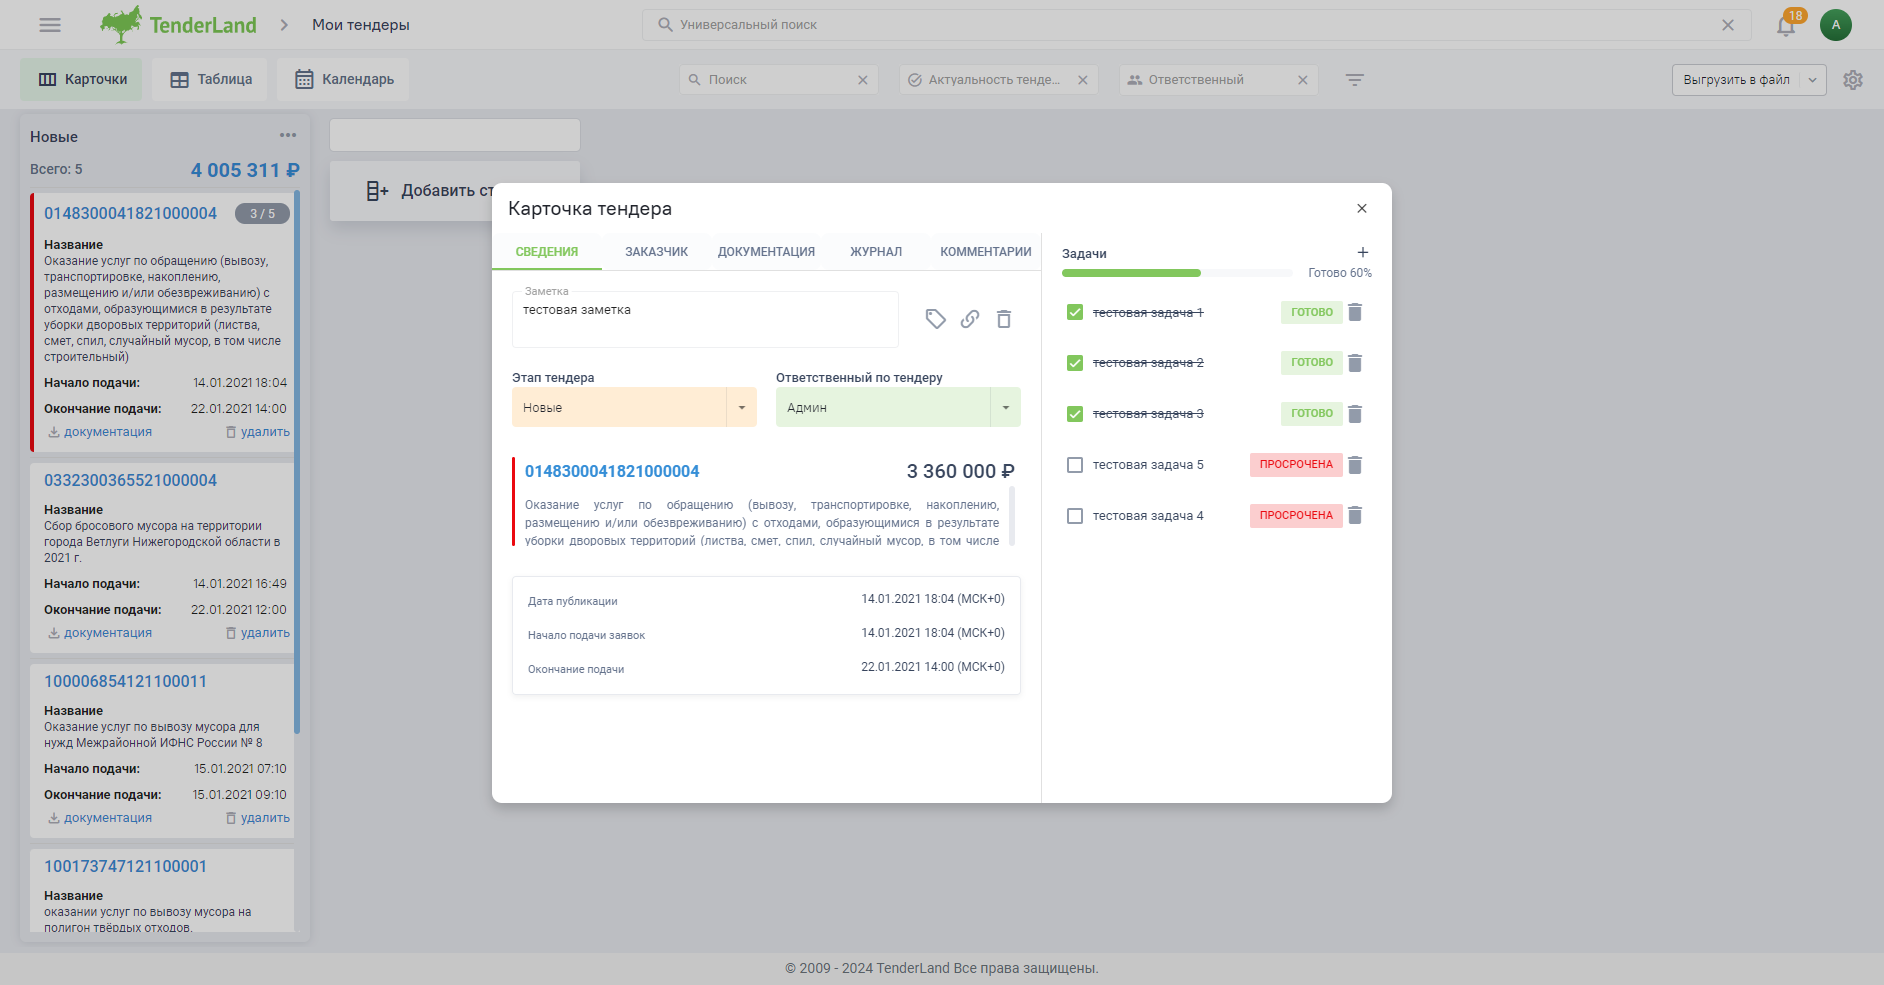 TenderLand
Мои тендеры
Универсальный поиск
18
А
Карточки
Таблица
Календарь
Поиск
Актуальность тенде...
Ответственный
Выгрузить в файл
Новые
Всего: 5
4 005 311 ₽
0148300041821000004
3 / 5
Название
Оказание услуг по обращению (вывозу,
транспортировке, накоплению,
размещению и/или обезвреживанию) с
отходами, образующимися в результате
уборки дворовых территорий (листва,
смет, спил, случайный мусор, в том числе
строительный)
Начало подачи: 14.01.2021 18:04
Окончание подачи: 22.01.2021 14:00
документация удалить
0332300365521000004
Название
Сбор бросового мусора на территории
города Ветлуги Нижегородской области в
2021 г.
Начало подачи: 14.01.2021 16:49
Окончание подачи: 22.01.2021 12:00
документация удалить
100006854121100011
Название
Оказание услуг по вывозу мусора для
нужд Межрайонной ИФНС России № 8
Начало подачи: 15.01.2021 07:10
Окончание подачи: 15.01.2021 09:10
документация удалить
100173747121100001
Название
оказании услуг по вывозу мусора на
полигон твёрдых отходов.
Добавить ст
Карточка тендера
СВЕДЕНИЯ
ЗАКАЗЧИК
ДОКУМЕНТАЦИЯ
ЖУРНАЛ
КОММЕНТАРИИ
Заметка
тестовая заметка
Этап тендера
Новые
Ответственный по тендеру
Админ
0148300041821000004
3 360 000 ₽
Оказание услуг по обращению (вывозу, транспортировке, накоплению,
размещению и/или обезвреживанию) с отходами, образующимися в результате
уборки дворовых территорий (листва, смет, спил, случайный мусор, в том числе
Дата публикации 14.01.2021 18:04 (МСК+0)
Начало подачи заявок 14.01.2021 18:04 (МСК+0)
Окончание подачи 22.01.2021 14:00 (МСК+0)
Задачи
Готово 60%
тестовая задача 1 ГОТОВО
тестовая задача 2 ГОТОВО
тестовая задача 3 ГОТОВО
тестовая задача 5 ПРОСРОЧЕНА
тестовая задача 4 ПРОСРОЧЕНА
© 2009 - 2024 TenderLand Все права защищены.